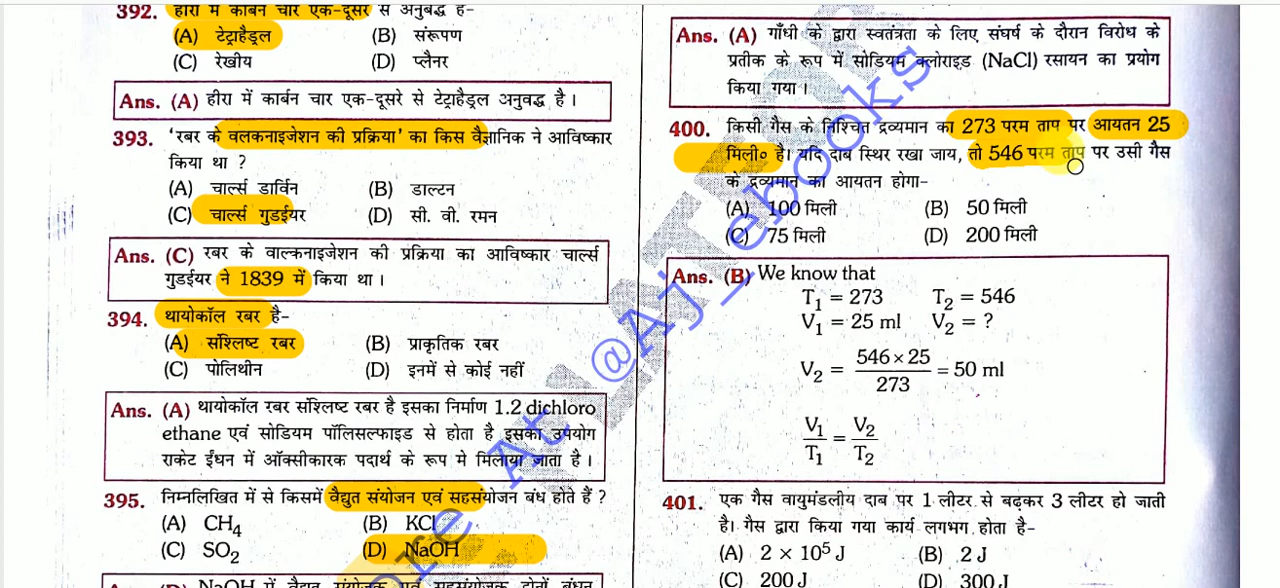 392. हीरा में कार्बन चार एक-दूसरे से अनुबद्ध है-
(A) टेट्राहैड्रल (B) संरूपण
(C) रेखीय (D) प्लैनर
Ans. (A) हीरा में कार्बन चार एक-दूसरे से टेट्राहैड्रल अनुवद्ध है।
393. 'रबर के वलकनाइजेशन की प्रक्रिया' का किस वैज्ञानिक ने आविष्कार
किया था ?
(A) चार्ल्स डार्विन (B) डाल्टन
(C) चार्ल्स गुडईयर (D) सी. वी. रमन
Ans. (C) रबर के वाल्कनाइजेशन की प्रक्रिया का आविष्कार चार्ल्स
गुडईयर ने 1839 में किया था।
394. थायोकॉल रबर है-
(A) संश्लिष्ट रबर (B) प्राकृतिक रबर
(C) पोलिथीन (D) इनमें से कोई नहीं
Ans. (A) थायोकॉल रबर संश्लिष्ट रबर है इसका निर्माण 1.2 dichloro
ethane एवं सोडियम पॉलिसल्फाइड से होता है इसका उपयोग
राकेट ईंधन में ऑक्सीकारक पदार्थ के रूप मे मिलाया जाता है।
395. निम्नलिखित में से किसमें वैद्युत संयोजन एवं सहसंयोजन बंध होते हैं ?
(A) CH4 (B) KCl
(C) SO2 (D) NaOH
Ans. (A) गाँधी के द्वारा स्वतंत्रता के लिए संघर्ष के दौरान विरोध के
प्रतीक के रूप में सोडियम क्लोराइड (NaCl) रसायन का प्रयोग
किया गया।
400. किसी गैस के निश्चित द्रव्यमान का 273 परम ताप पर आयतन 25
मिली० है। यदि दाब स्थिर रखा जाय, तो 546 परम ताप पर उसी गैस
के द्रव्यमान का आयतन होगा-
(A) 100 मिली (B) 50 मिली
(C) 75 मिली (D) 200 मिली
Ans. (B) We know that
T1 = 273 T2 = 546
V1 = 25 ml V2 = ?
V2 = 546 × 25 / 273 = 50 ml
V1 / T1 = V2 / T2
401. एक गैस वायुमंडलीय दाब पर 1 लीटर से बढ़कर 3 लीटर हो जाती
है। गैस द्वारा किया गया कार्य लगभग होता है-
(A) 2 × 10⁵ J (B) 2 J
(C) 200 J (D) 300 J
More At @Aj_ebooks